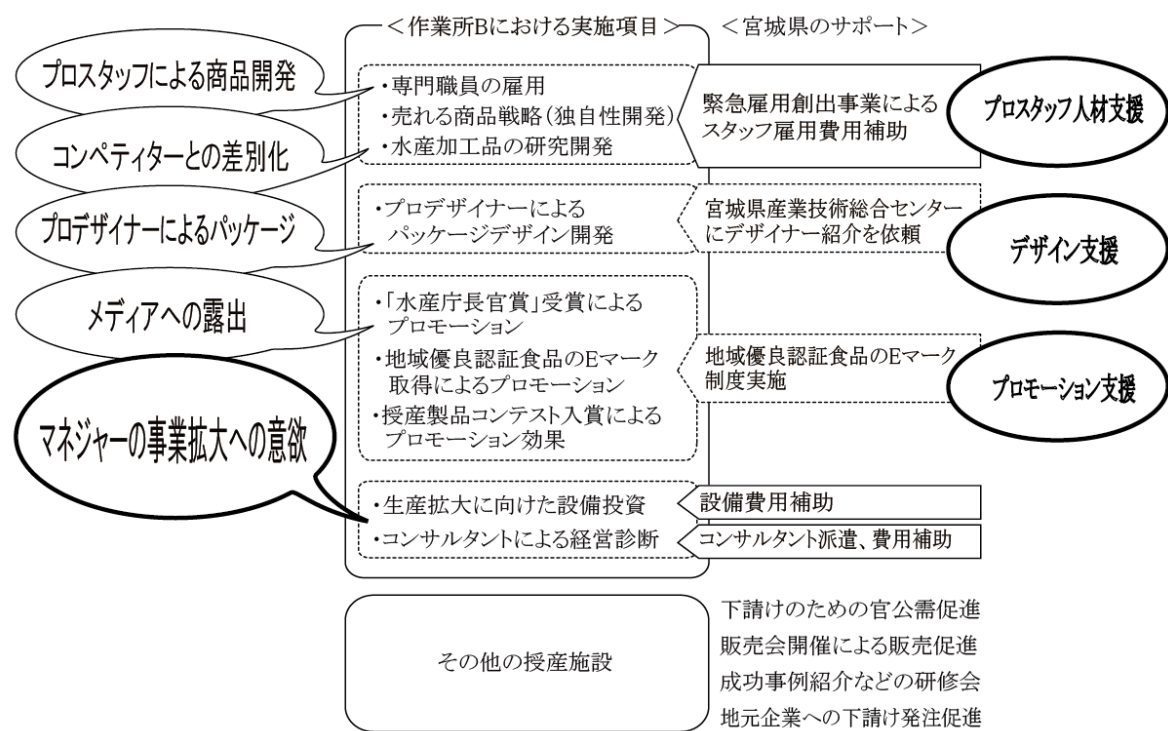 ＜作業所Bにおける実施項目＞
＜宮城県のサポート＞
プロスタッフによる商品開発
コンペティターとの差別化
プロデザイナーによるパッケージ
メディアへの露出
マネジャーの事業拡大への意欲
・専門職員の雇用
・売れる商品戦略（独自性開発）
・水産加工品の研究開発
緊急雇用創出事業による
スタッフ雇用費用補助
プロスタッフ人材支援
・プロデザイナーによる
パッケージデザイン開発
宮城県産業技術総合センター
にデザイナー紹介を依頼
デザイン支援
・「水産庁長官賞」受賞による
プロモーション
・地域優良認証食品のEマーク
取得によるプロモーション
・授産製品コンテスト入賞による
プロモーション効果
地域優良認証食品のEマーク
制度実施
プロモーション支援
・生産拡大に向けた設備投資
・コンサルタントによる経営診断
設備費用補助
コンサルタント派遣、費用補助
その他の授産施設
下請けのための官公需促進
販売会開催による販売促進
成功事例紹介などの研修会
地元企業への下請け発注促進